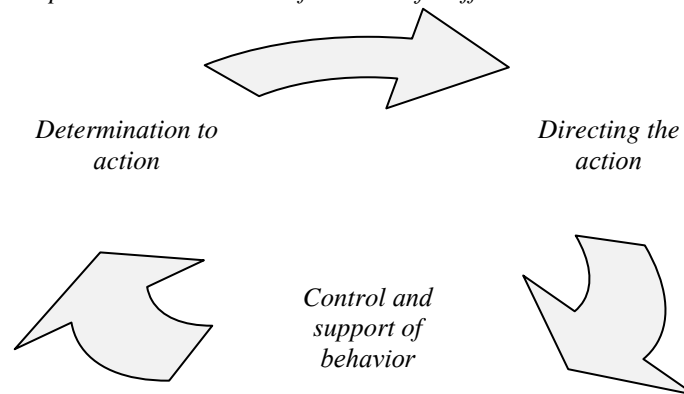 Determination to
action
Directing the
action
Control and
support of
behavior